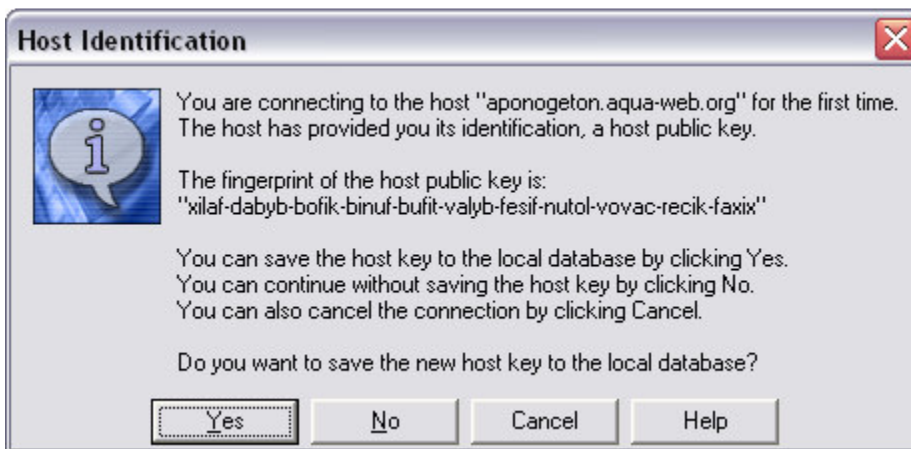 Host Identification
You are connecting to the host "aponogeton.aqua-web.org" for the first time.
The host has provided you its identification, a host public key.
The fingerprint of the host public key is:
"xilaf-dabyb-bofik-binuf-bufit-valyb-fesif-nutol-vovac-recik-faxix"
You can save the host key to the local database by clicking Yes.
You can continue without saving the host key by clicking No.
You can also cancel the connection by clicking Cancel.
Do you want to save the new host key to the local database?
Yes No Cancel Help